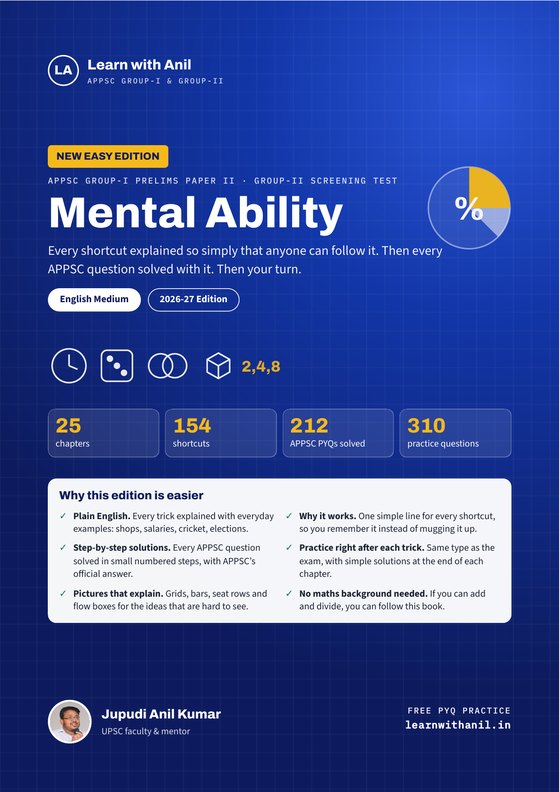 LA
Learn with Anil
APPSC GROUP-I & GROUP-II
NEW EASY EDITION
APPSC GROUP-I PRELIMS PAPER II · GROUP-II SCREENING TEST
Mental Ability
%
Every shortcut explained so simply that anyone can follow it. Then every
APPSC question solved with it. Then your turn.
English Medium
2026-27 Edition
2,4,8
25
chapters
154
shortcuts
212
APPSC PYQs solved
310
practice questions
Why this edition is easier
✓ Plain English. Every trick explained with everyday
examples: shops, salaries, cricket, elections.
✓ Step-by-step solutions. Every APPSC question
solved in small numbered steps, with APPSC's
official answer.
✓ Pictures that explain. Grids, bars, seat rows and
flow boxes for the ideas that are hard to see.
✓ Why it works. One simple line for every shortcut,
so you remember it instead of mugging it up.
✓ Practice right after each trick. Same type as the
exam, with simple solutions at the end of each
chapter.
✓ No maths background needed. If you can add
and divide, you can follow this book.
Jupudi Anil Kumar
UPSC faculty & mentor
FREE PYQ PRACTICE
learnwithanil.in